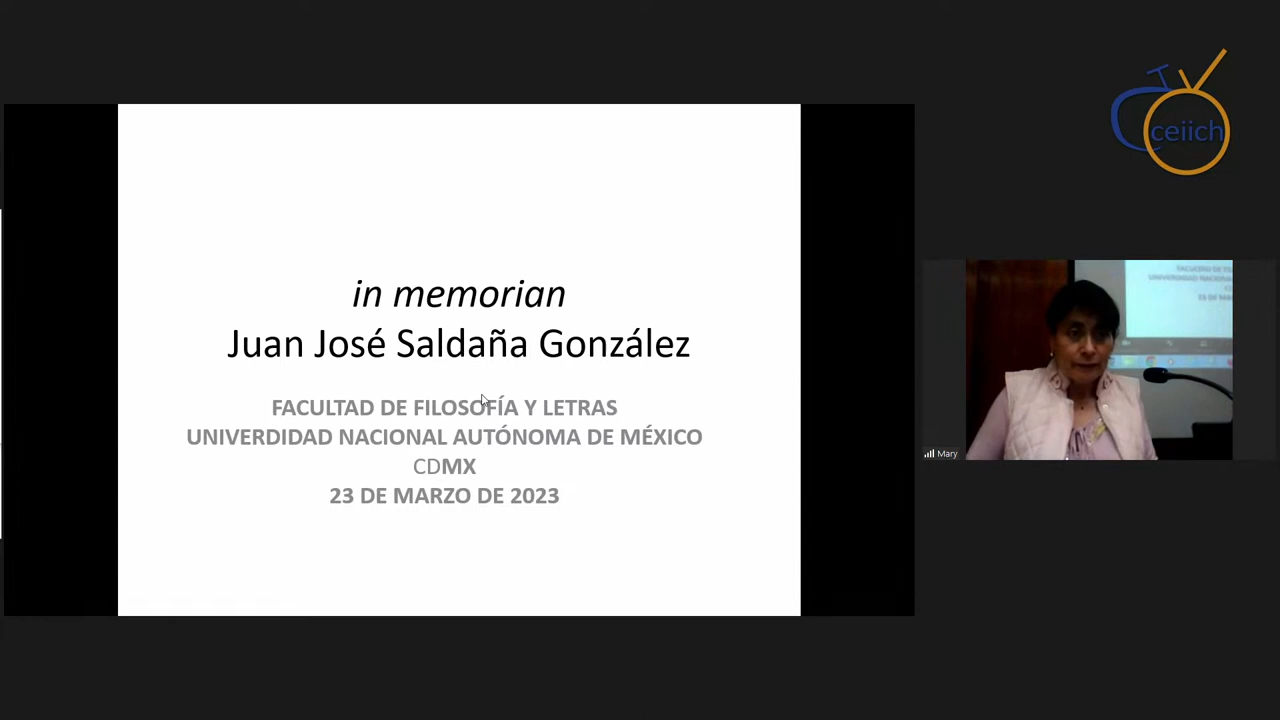 in memorian
Juan José Saldaña González
FACULTAD DE FILOSOFÍA Y LETRAS
UNIVERDIDAD NACIONAL AUTÓNOMA DE MÉXICO
CDMX
23 DE MARZO DE 2023
TV
ceiich
Mary